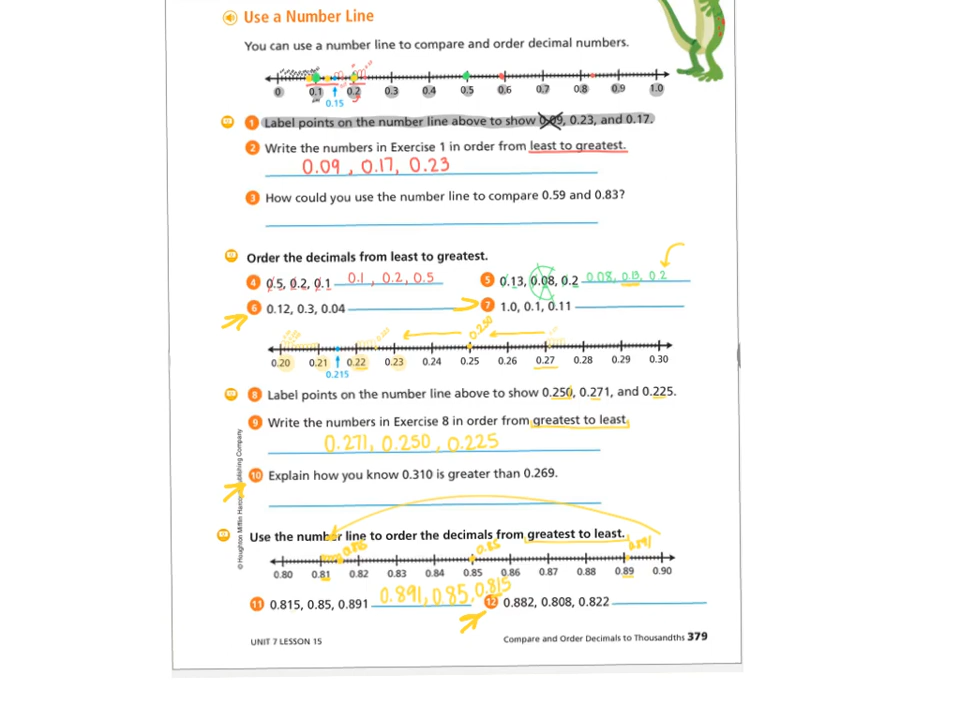 Use a Number Line
You can use a number line to compare and order decimal numbers.
0 0.1 0.2 0.3 0.4 0.5 0.6 0.7 0.8 0.9 1.0
0.15
1 Label points on the number line above to show 0.09, 0.23, and 0.17.
2 Write the numbers in Exercise 1 in order from least to greatest.
0.09, 0.17, 0.23
3 How could you use the number line to compare 0.59 and 0.83?
Order the decimals from least to greatest.
4 0.5, 0.2, 0.1 0.1, 0.2, 0.5
5 0.13, 0.08, 0.2 0.08, 0.13, 0.2
6 0.12, 0.3, 0.04
7 1.0, 0.1, 0.11
0.250
0.20 0.21 0.22 0.23 0.24 0.25 0.26 0.27 0.28 0.29 0.30
0.215
8 Label points on the number line above to show 0.250, 0.271, and 0.225.
9 Write the numbers in Exercise 8 in order from greatest to least.
0.271, 0.250, 0.225
10 Explain how you know 0.310 is greater than 0.269.
Use the number line to order the decimals from greatest to least.
0.815 0.85 0.891
0.80 0.81 0.82 0.83 0.84 0.85 0.86 0.87 0.88 0.89 0.90
11 0.815, 0.85, 0.891 0.891, 0.85, 0.815
12 0.882, 0.808, 0.822
© Houghton Mifflin Harcourt Publishing Company
UNIT 7 LESSON 15
Compare and Order Decimals to Thousandths 379